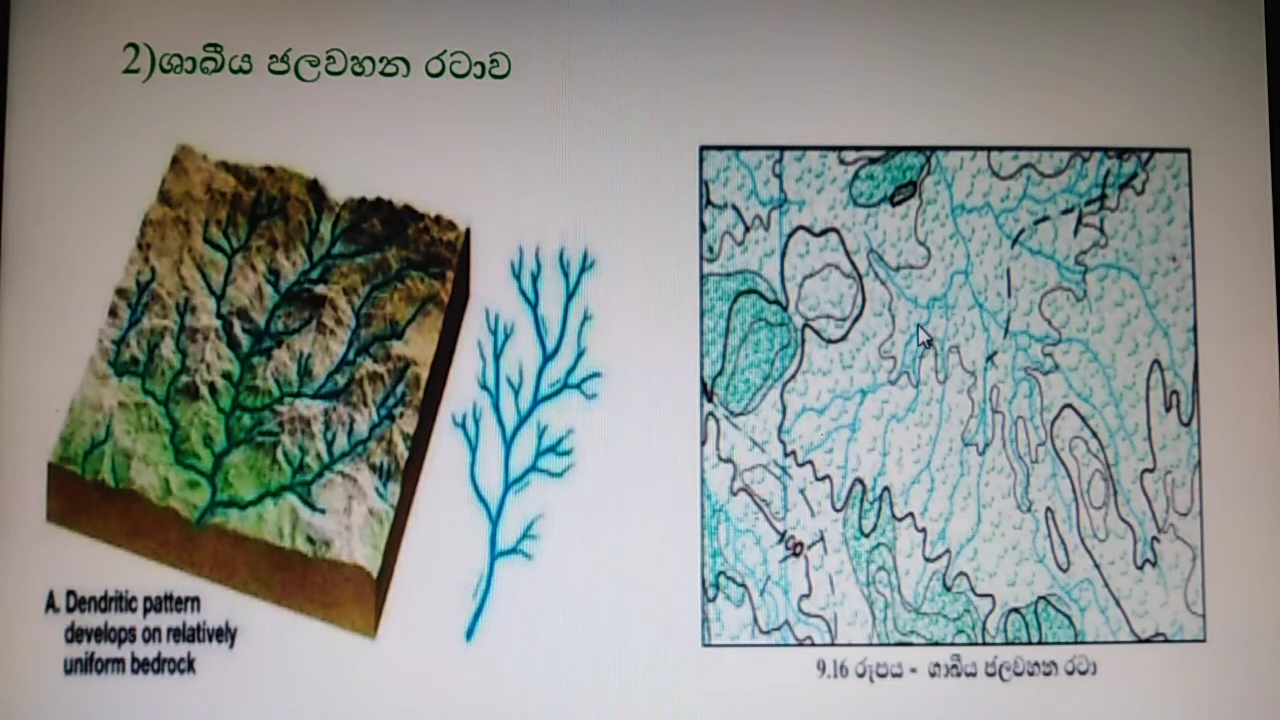 2)ශාඛීය ජලවහන රටාව
A. Dendritic pattern
develops on relatively
uniform bedrock
9.16 රූපය - ශාඛීය ජලවහන රටා